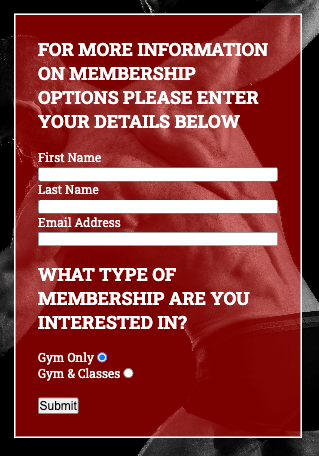 FOR MORE INFORMATION
ON MEMBERSHIP
OPTIONS PLEASE ENTER
YOUR DETAILS BELOW
First Name
Last Name
Email Address
WHAT TYPE OF
MEMBERSHIP ARE YOU
INTERESTED IN?
Gym Only
Gym & Classes
Submit